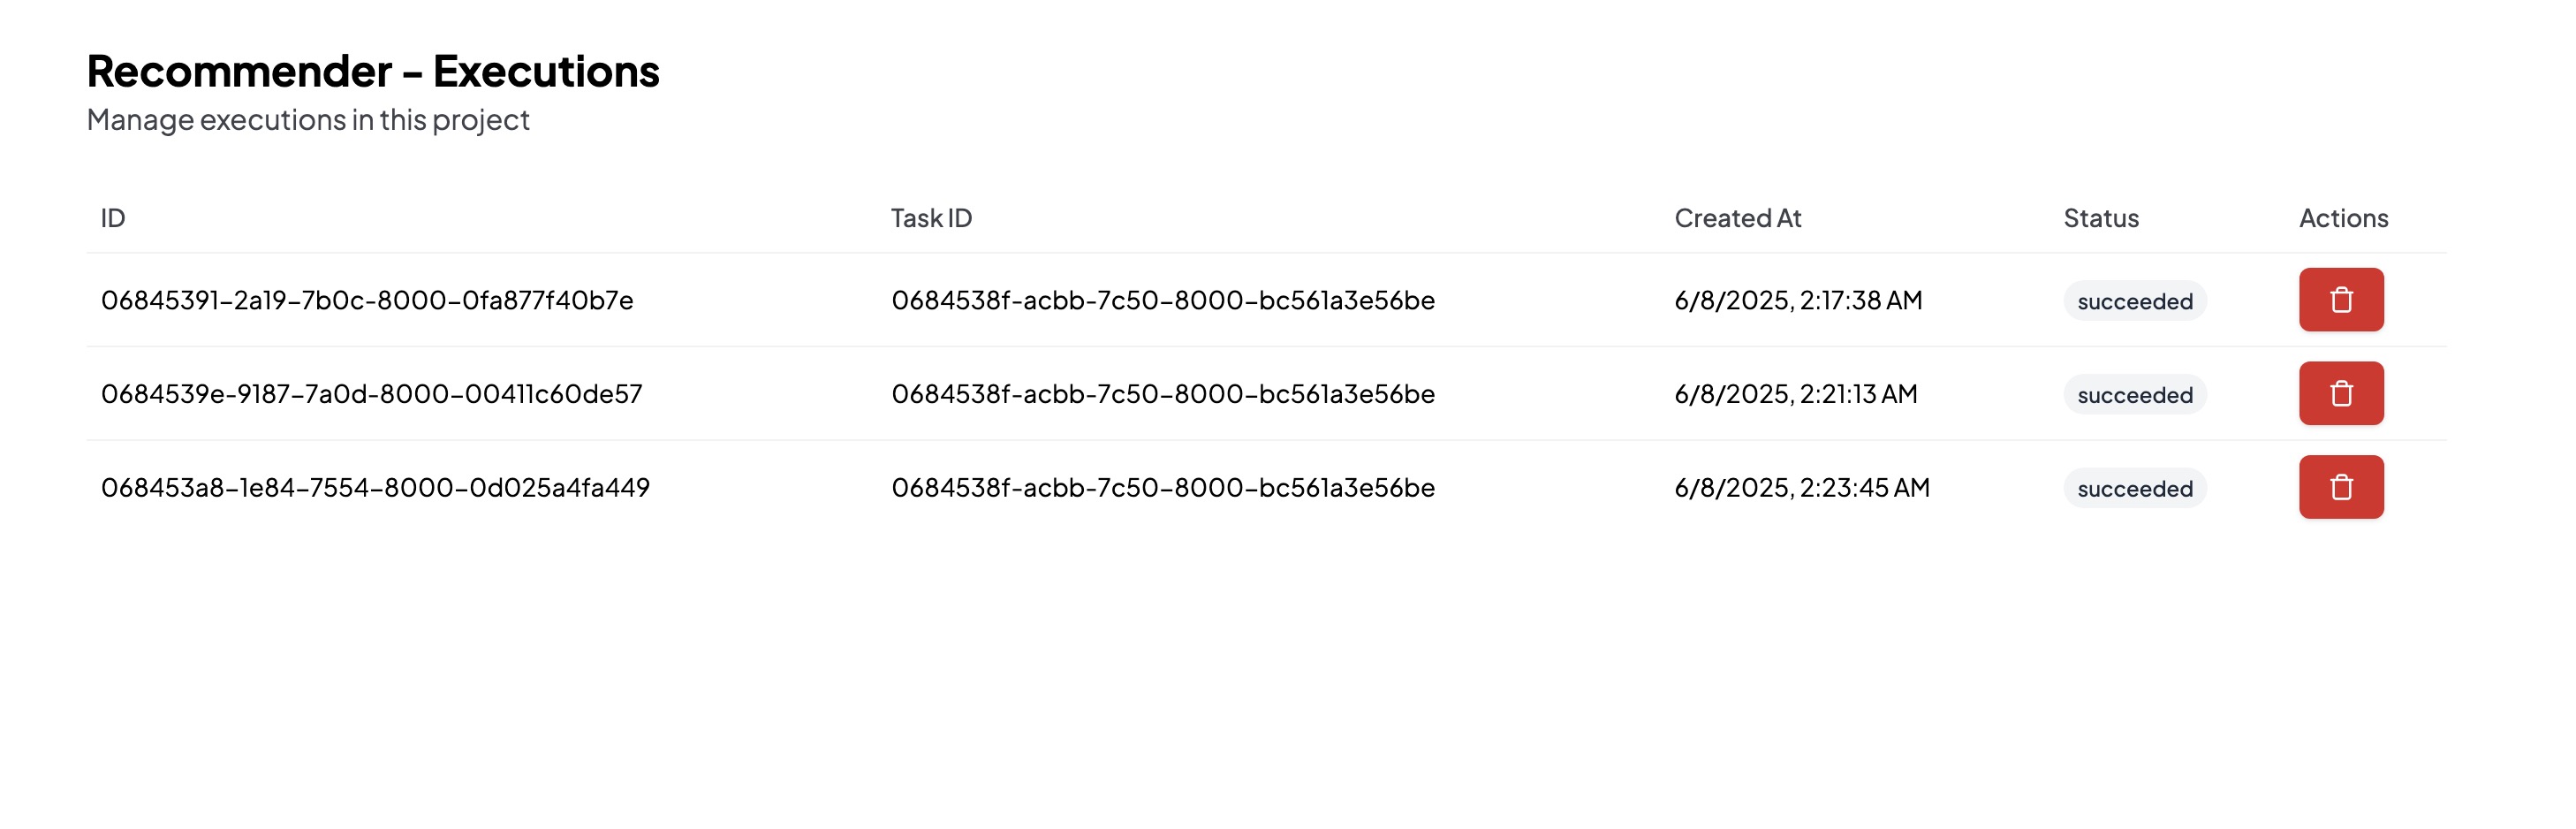 Recommender – Executions
Manage executions in this project
ID Task ID Created At Status Actions
06845391-2a19-7b0c-8000-0fa877f40b7e 0684538f-acbb-7c50-8000-bc561a3e56be 6/8/2025, 2:17:38 AM succeeded
0684539e-9187-7a0d-8000-00411c60de57 0684538f-acbb-7c50-8000-bc561a3e56be 6/8/2025, 2:21:13 AM succeeded
068453a8-1e84-7554-8000-0d025a4fa449 0684538f-acbb-7c50-8000-bc561a3e56be 6/8/2025, 2:23:45 AM succeeded